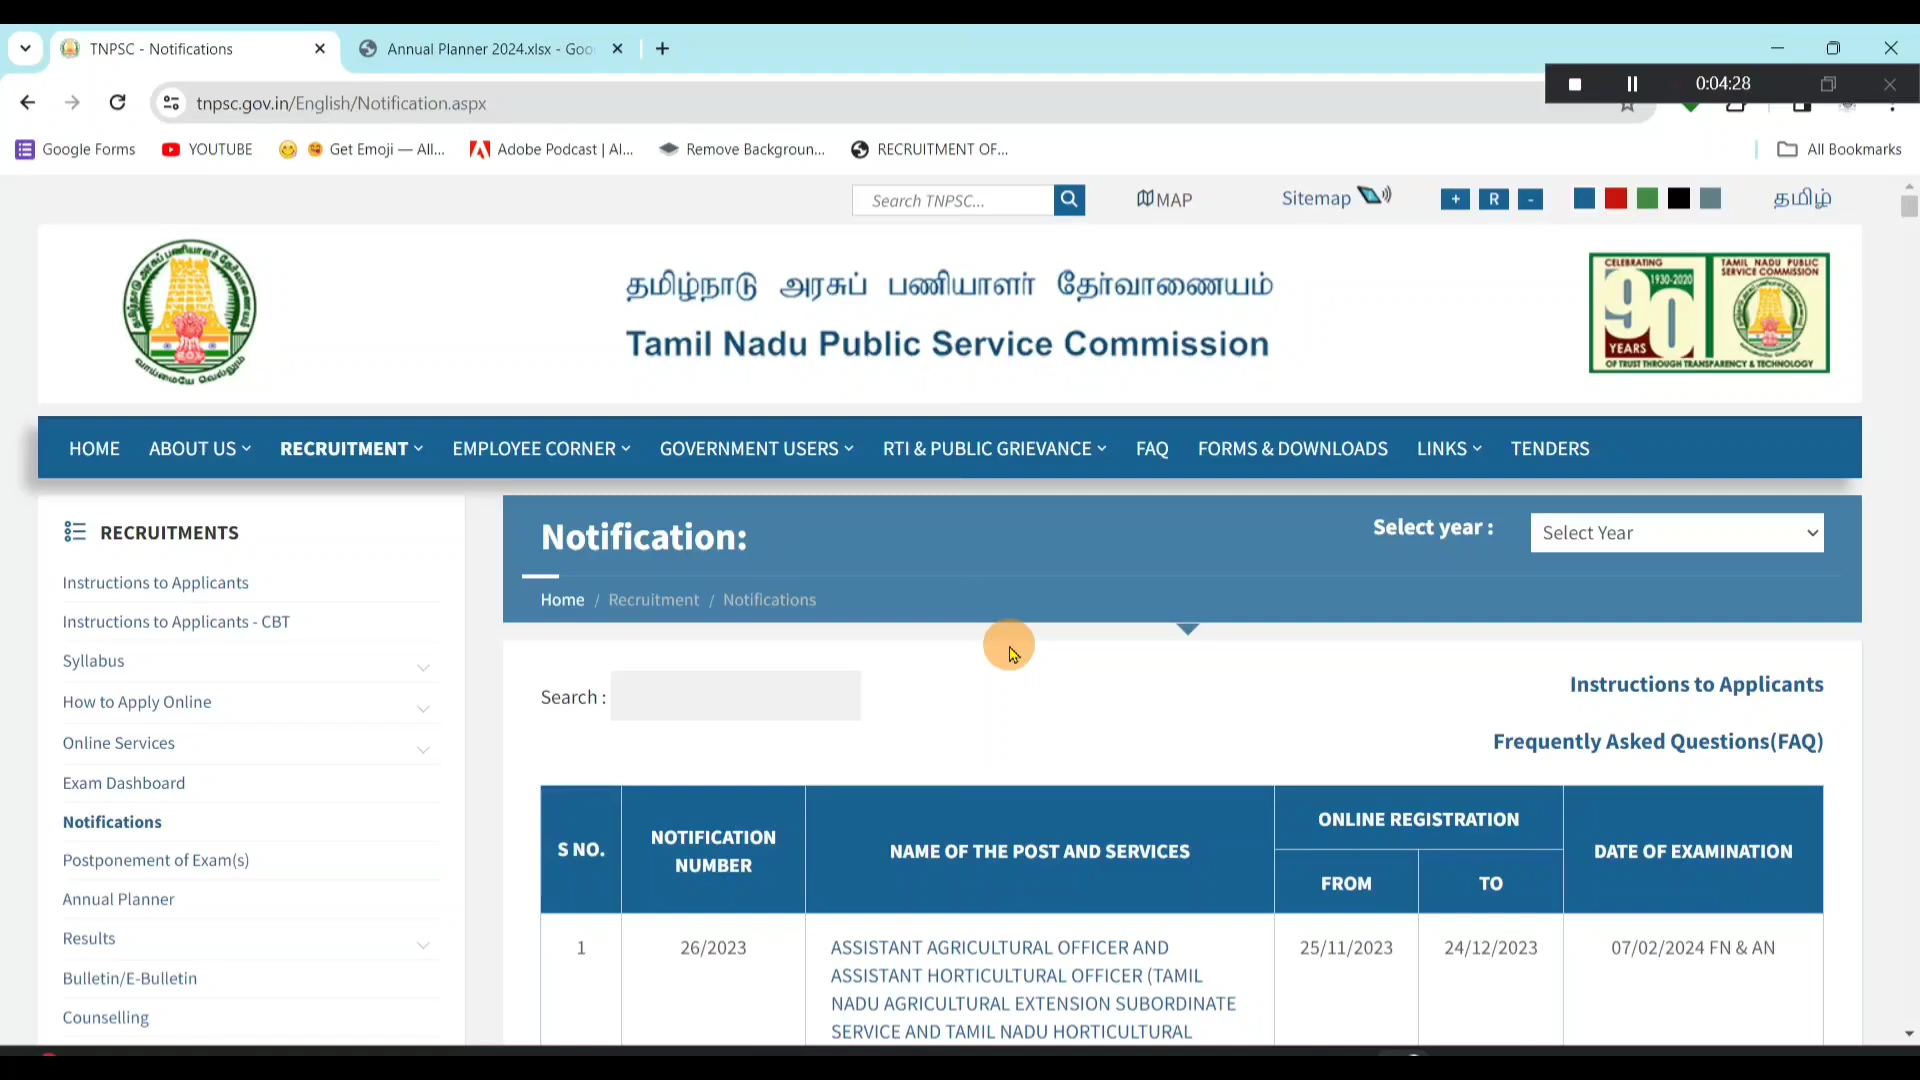 TNPSC - Notifications
Annual Planner 2024.xlsx - Goo
0:04:28
tnpsc.gov.in/English/Notification.aspx
Google Forms
YOUTUBE
Get Emoji — All...
Adobe Podcast | AI...
Remove Backgroun...
RECRUITMENT OF...
All Bookmarks
Search TNPSC...
MAP
Sitemap
+ R -
தமிழ்
தமிழ்நாடு அரசுப் பணியாளர் தேர்வாணையம்
Tamil Nadu Public Service Commission
CELEBRATING
1930-2020
90
YEARS
TAMIL NADU PUBLIC
SERVICE COMMISSION
OF TRUST THROUGH TRANSPARENCY & TECHNOLOGY
HOME ABOUT US RECRUITMENT EMPLOYEE CORNER GOVERNMENT USERS RTI & PUBLIC GRIEVANCE FAQ FORMS & DOWNLOADS LINKS TENDERS
RECRUITMENTS
Instructions to Applicants
Instructions to Applicants - CBT
Syllabus
How to Apply Online
Online Services
Exam Dashboard
Notifications
Postponement of Exam(s)
Annual Planner
Results
Bulletin/E-Bulletin
Counselling
Notification:
Select year :
Select Year
Home / Recruitment / Notifications
Search :
Instructions to Applicants
Frequently Asked Questions(FAQ)
S NO.
NOTIFICATION
NUMBER
NAME OF THE POST AND SERVICES
ONLINE REGISTRATION
FROM
TO
DATE OF EXAMINATION
1
26/2023
ASSISTANT AGRICULTURAL OFFICER AND
ASSISTANT HORTICULTURAL OFFICER (TAMIL
NADU AGRICULTURAL EXTENSION SUBORDINATE
SERVICE AND TAMIL NADU HORTICULTURAL
25/11/2023
24/12/2023
07/02/2024 FN & AN